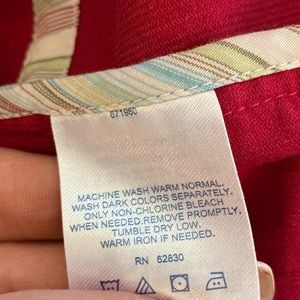 671960
MACHINE WASH WARM NORMAL.
WASH DARK COLORS SEPARATELY.
ONLY NON-CHLORINE BLEACH
WHEN NEEDED.REMOVE PROMPTLY.
TUMBLE DRY LOW.
WARM IRON IF NEEDED.
RN 62830